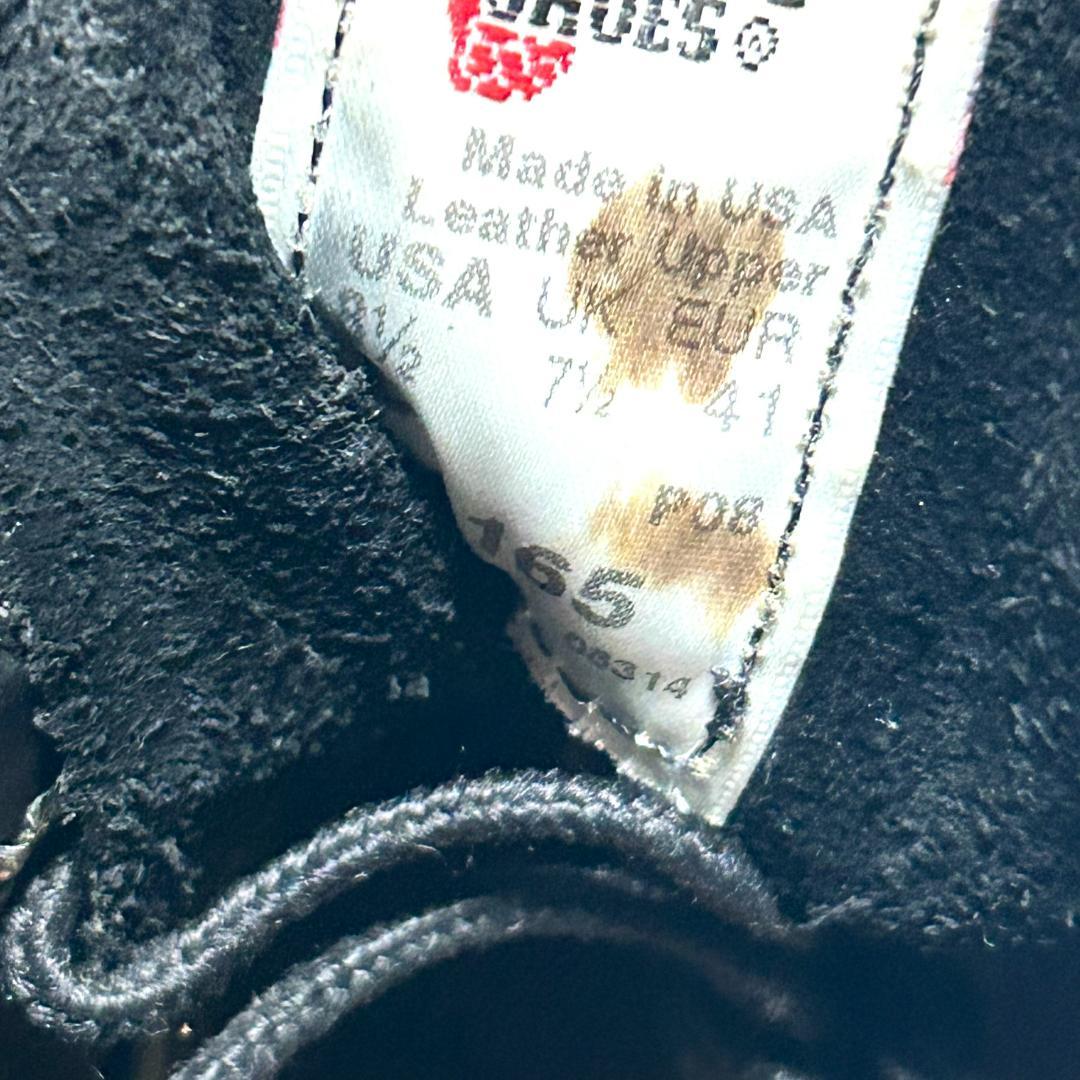 SHOES®
Made in USA
Leather Upper
USA UK EUR
8½ 7½ 41
P08
165
08314